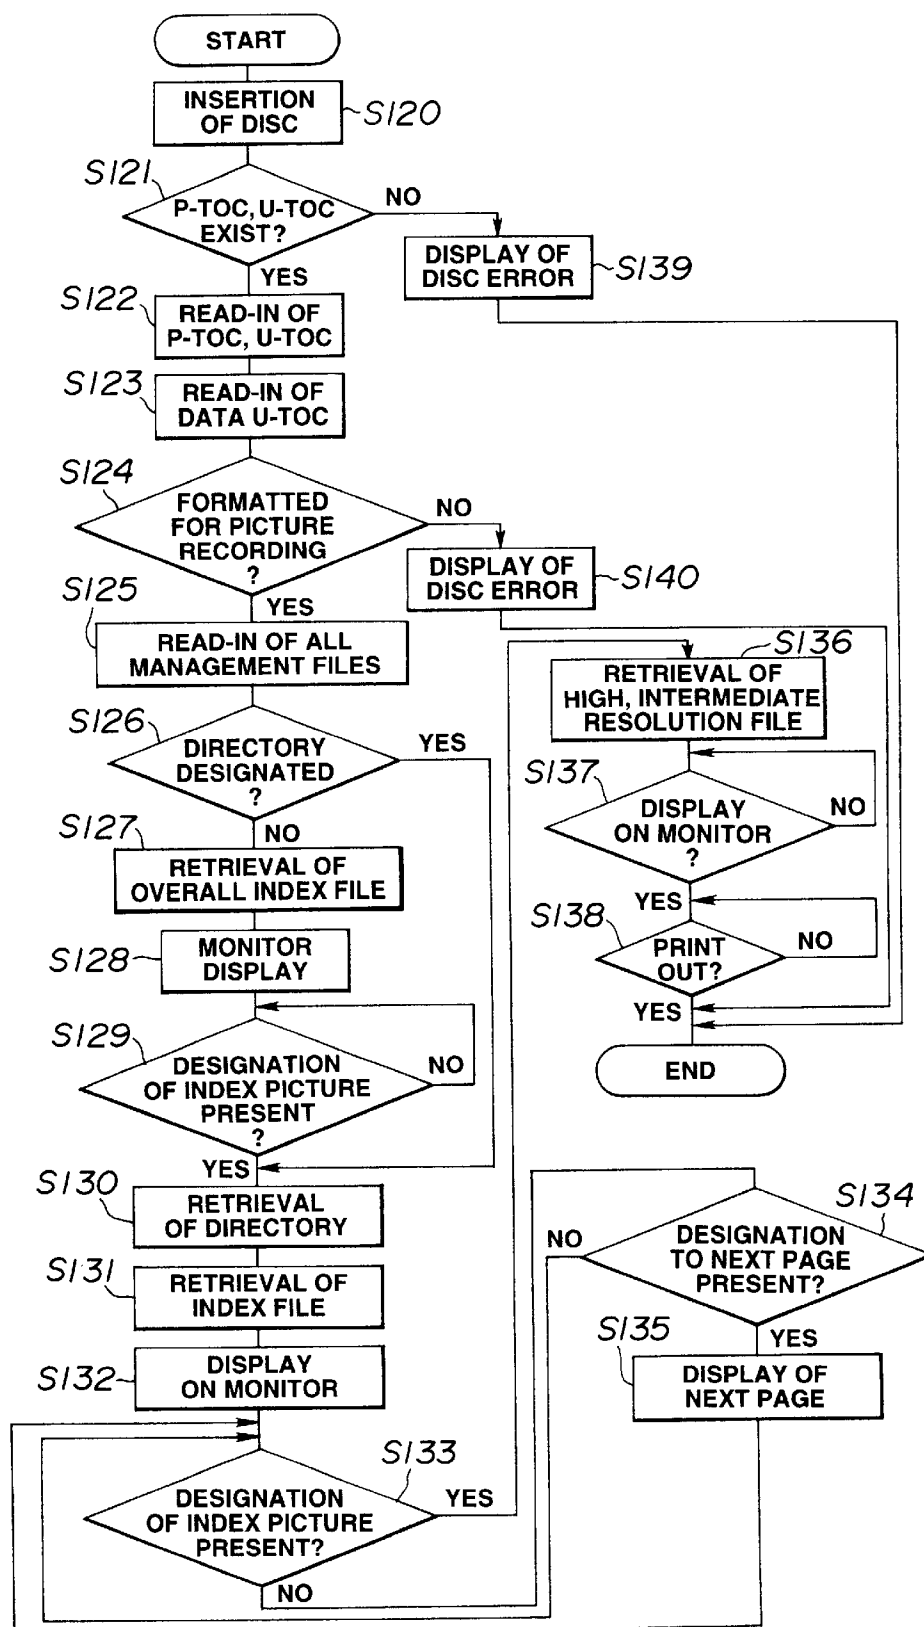 START
INSERTION
OF DISC
S120
S121
P-TOC, U-TOC
EXIST?
NO
YES
DISPLAY OF
DISC ERROR
S139
S122
READ-IN OF
P-TOC, U-TOC
S123
READ-IN OF
DATA U-TOC
S124
FORMATTED
FOR PICTURE
RECORDING
?
NO
YES
DISPLAY OF
DISC ERROR
S140
S125
READ-IN OF ALL
MANAGEMENT FILES
S126
DIRECTORY
DESIGNATED
?
YES
NO
S127
RETRIEVAL OF
OVERALL INDEX FILE
S128
MONITOR
DISPLAY
S129
DESIGNATION
OF INDEX PICTURE
PRESENT
?
NO
YES
S130
RETRIEVAL
OF DIRECTORY
S131
RETRIEVAL OF
INDEX FILE
S132
DISPLAY
ON MONITOR
S133
DESIGNATION
OF INDEX PICTURE
PRESENT?
YES
NO
S134
DESIGNATION
TO NEXT PAGE
PRESENT?
NO
YES
S135
DISPLAY OF
NEXT PAGE
S136
RETRIEVAL OF
HIGH, INTERMEDIATE
RESOLUTION FILE
S137
DISPLAY
ON MONITOR
?
NO
YES
S138
PRINT
OUT?
NO
YES
END